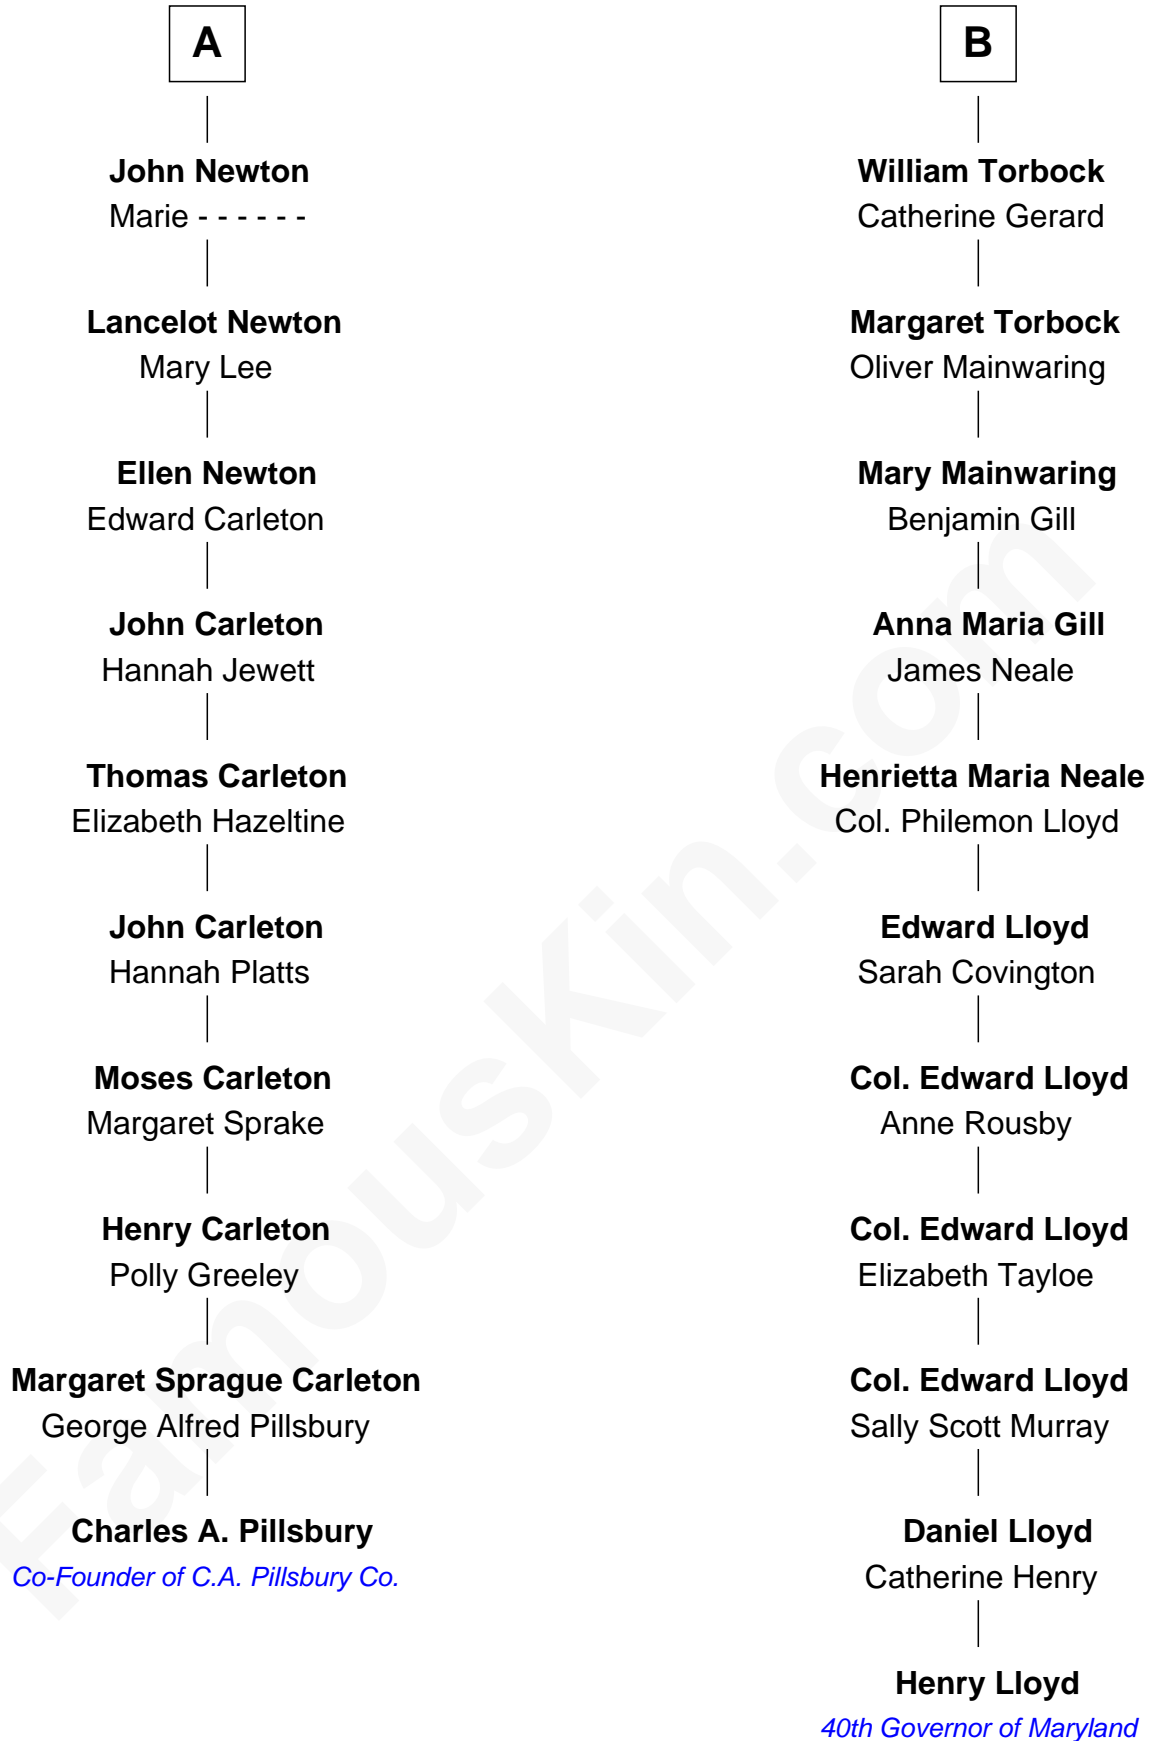 A
John Newton
Marie - - - - - -
Lancelot Newton
Mary Lee
Ellen Newton
Edward Carleton
John Carleton
Hannah Jewett
Thomas Carleton
Elizabeth Hazeltine
John Carleton
Hannah Platts
Moses Carleton
Margaret Sprake
Henry Carleton
Polly Greeley
Margaret Sprague Carleton
George Alfred Pillsbury
Charles A. Pillsbury
Co-Founder of C.A. Pillsbury Co.
B
William Torbock
Catherine Gerard
Margaret Torbock
Oliver Mainwaring
Mary Mainwaring
Benjamin Gill
Anna Maria Gill
James Neale
Henrietta Maria Neale
Col. Philemon Lloyd
Edward Lloyd
Sarah Covington
Col. Edward Lloyd
Anne Rousby
Col. Edward Lloyd
Elizabeth Tayloe
Col. Edward Lloyd
Sally Scott Murray
Daniel Lloyd
Catherine Henry
Henry Lloyd
40th Governor of Maryland
FamousKin.com